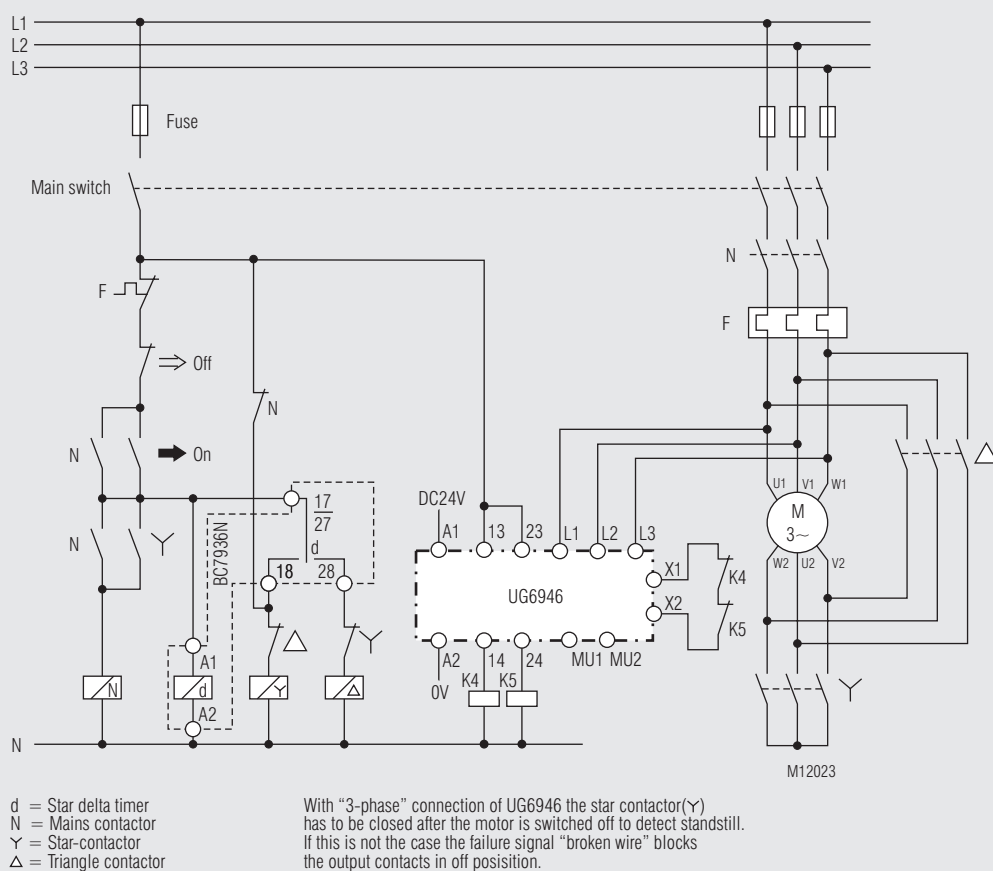 L1
L2
L3
Fuse
Main switch
N
F
F
Off
N
N
On
U1 V1 W1
M
3~
W2 U2 V2
17
27
DC24V
A1 13 23 L1 L2 L3
BC7936N
N
d
18 28
X1
K4
UG6946
X2
K5
A1
A2 14 24 MU1 MU2
0V K4 K5
N d
A2
N
M12023
d = Star delta timer
N = Mains contactor
Y = Star-contactor
△ = Triangle contactor
With “3-phase” connection of UG6946 the star contactor(Y)
has to be closed after the motor is switched off to detect standstill.
If this is not the case the failure signal “broken wire” blocks
the output contacts in off posisition.